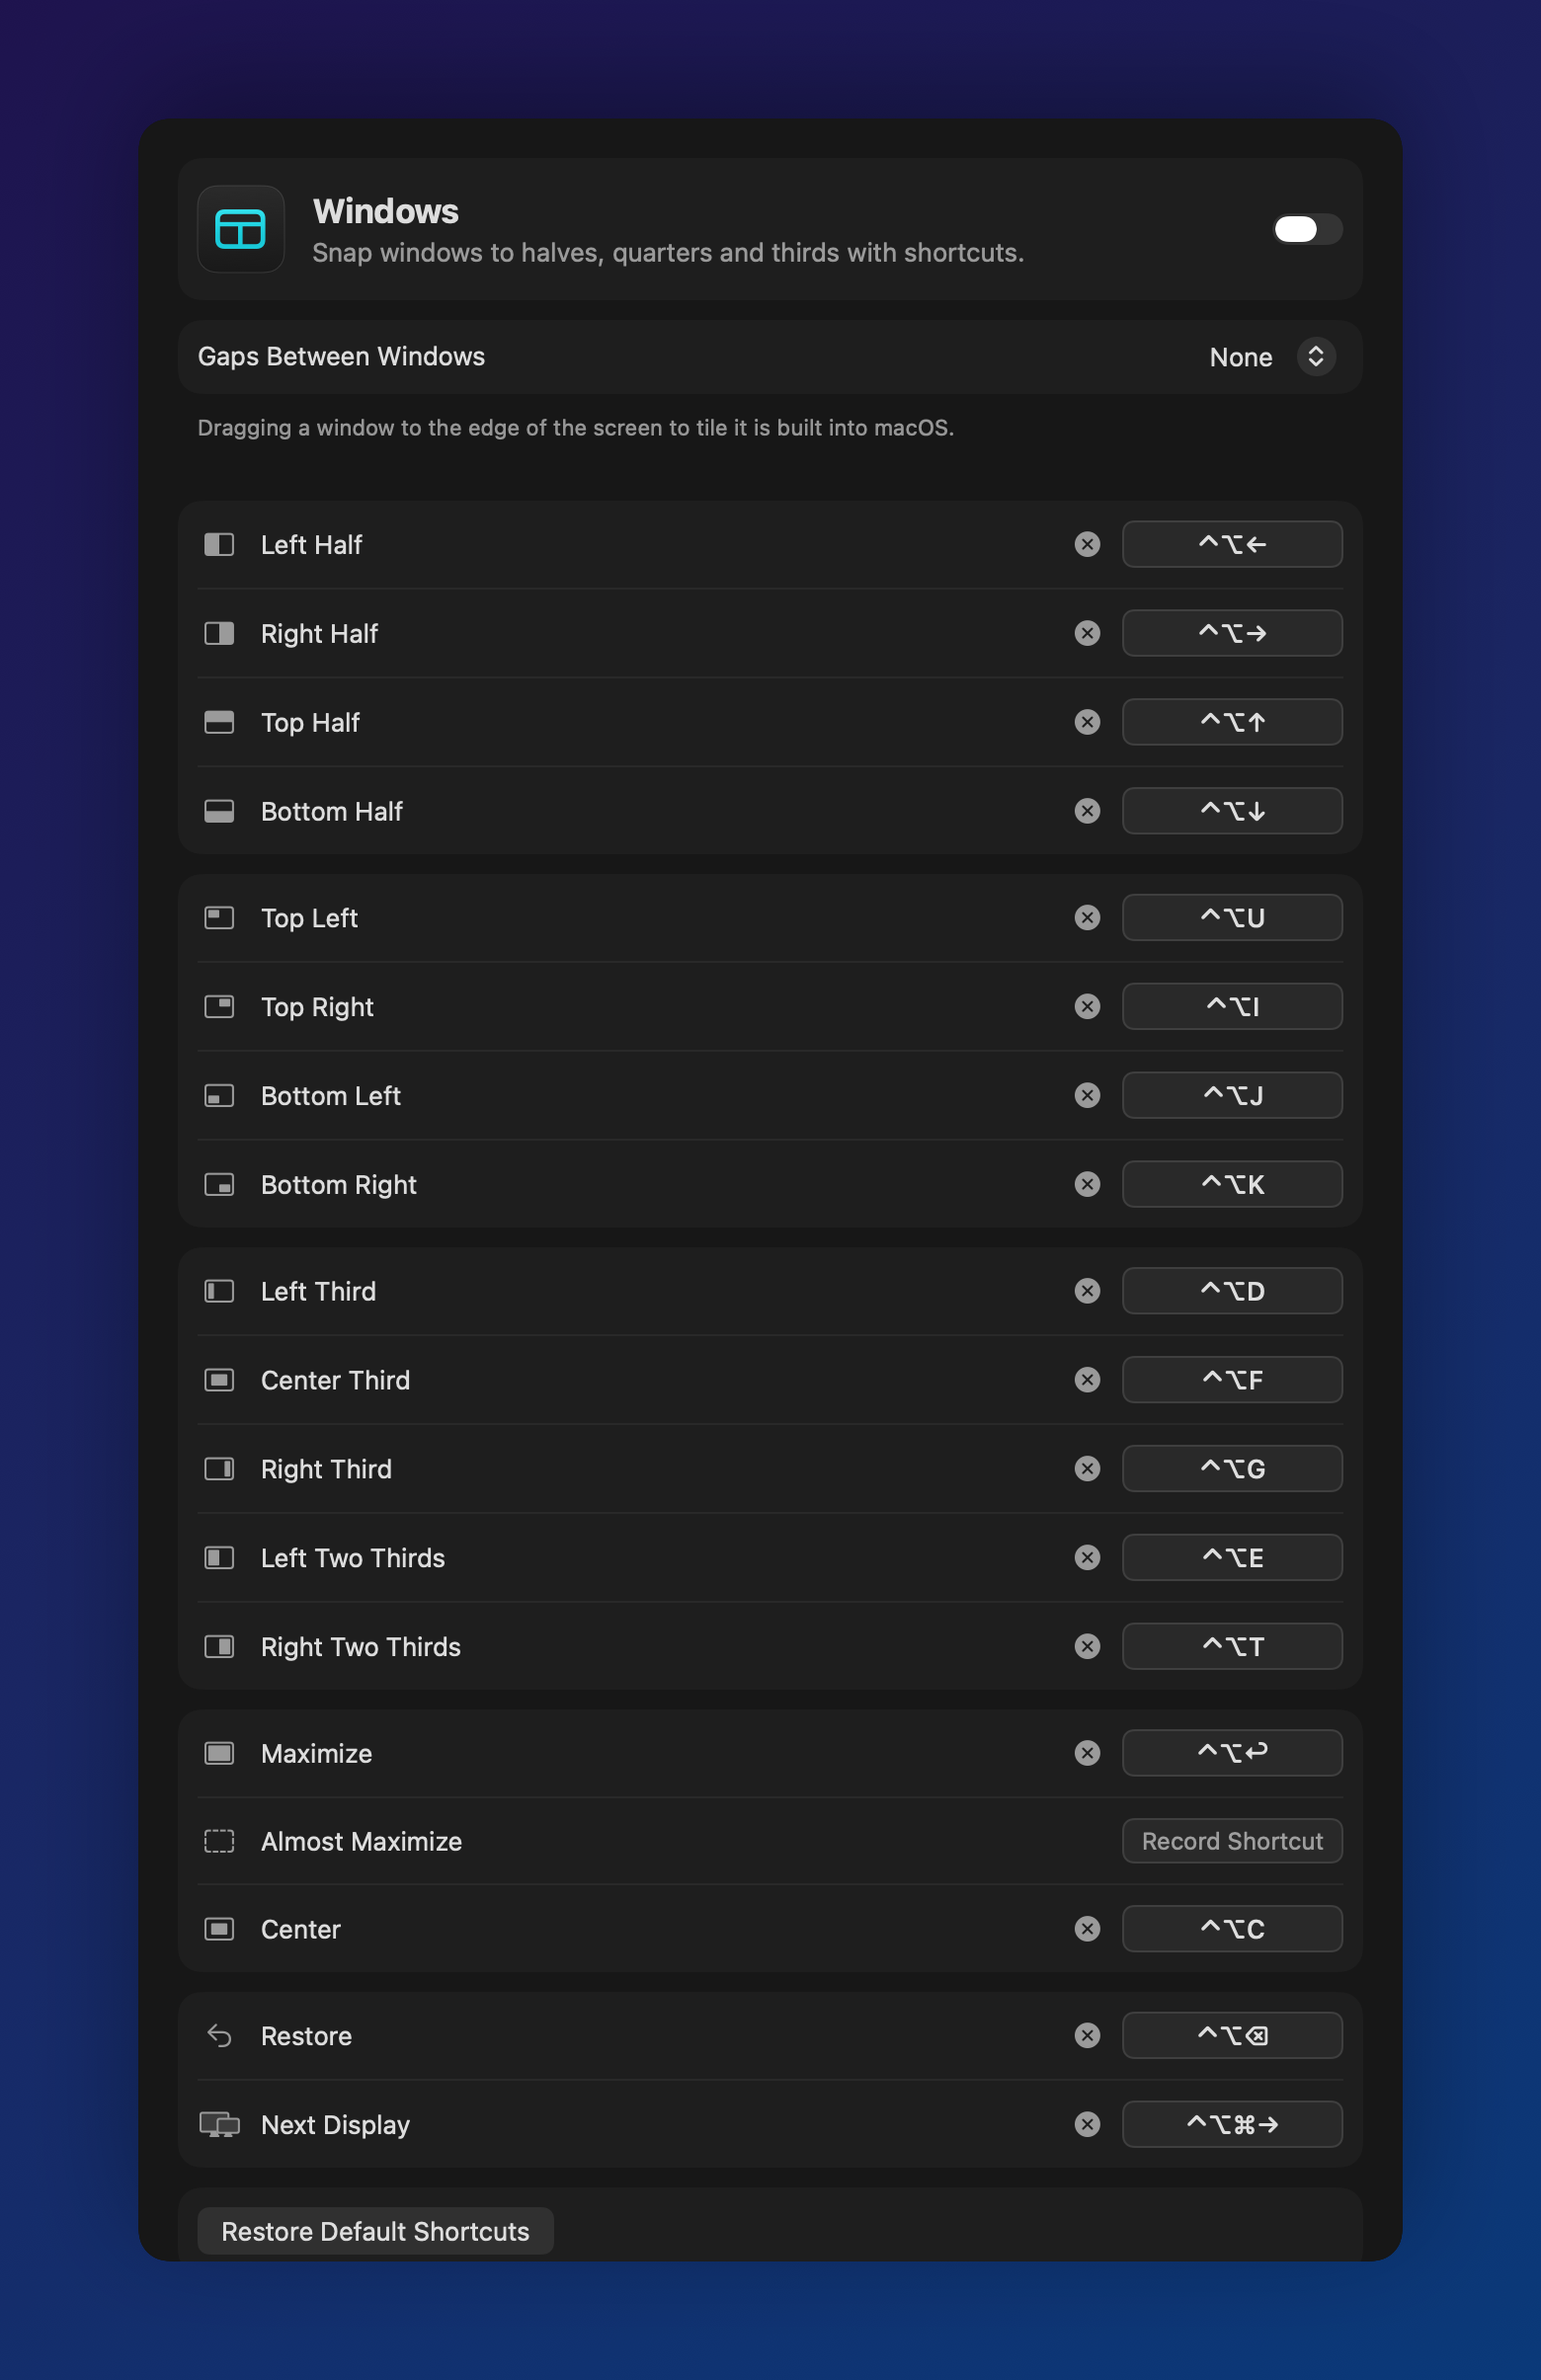 Windows
Snap windows to halves, quarters and thirds with shortcuts.
Gaps Between Windows None
Dragging a window to the edge of the screen to tile it is built into macOS.
Left Half ^⌥←
Right Half ^⌥→
Top Half ^⌥↑
Bottom Half ^⌥↓
Top Left ^⌥U
Top Right ^⌥I
Bottom Left ^⌥J
Bottom Right ^⌥K
Left Third ^⌥D
Center Third ^⌥F
Right Third ^⌥G
Left Two Thirds ^⌥E
Right Two Thirds ^⌥T
Maximize ^⌥↩
Almost Maximize Record Shortcut
Center ^⌥C
Restore ^⌥⌫
Next Display ^⌥⌘→
Restore Default Shortcuts